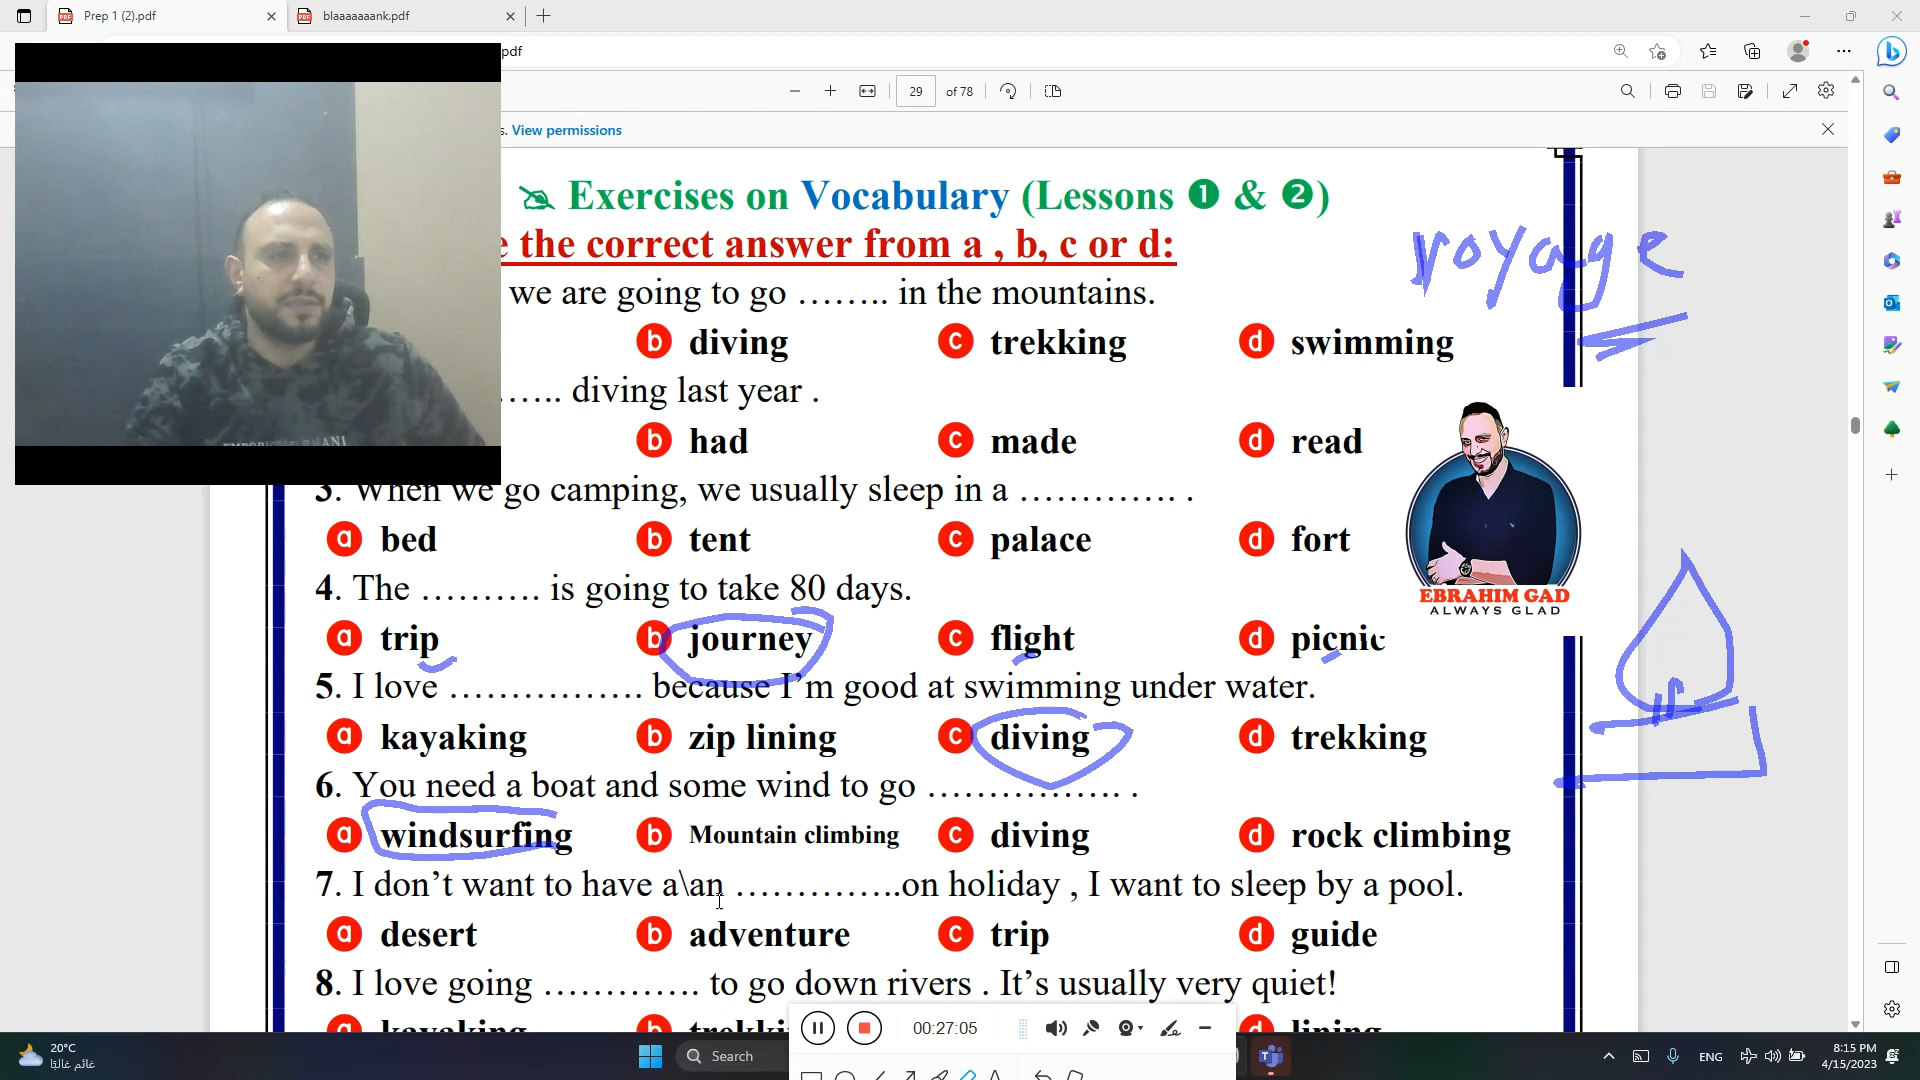 Prep 1 (2).pdf
blaaaaaaank.pdf
pdf
29 of 78
s. View permissions
Exercises on Vocabulary (Lessons ❶ & ❷)
e the correct answer from a , b, c or d:
voyage
we are going to go …….. in the mountains.
b diving c trekking d swimming
….. diving last year .
b had c made d read
3. When we go camping, we usually sleep in a …………. .
a bed b tent c palace d fort
4. The ………. is going to take 80 days.
EBRAHIM GAD
ALWAYS GLAD
a trip b journey c flight d picnic
5. I love ……………. because I’m good at swimming under water.
a kayaking b zip lining c diving d trekking
6. You need a boat and some wind to go ……………. .
a windsurfing b Mountain climbing c diving d rock climbing
7. I don’t want to have a\an …………..on holiday , I want to sleep by a pool.
a desert b adventure c trip d guide
8. I love going …………. to go down rivers . It’s usually very quiet!
a kayaking b trekki d lining
00:27:05
20°C
غائم غالبًا
Search
ENG
8:15 PM
4/15/2023